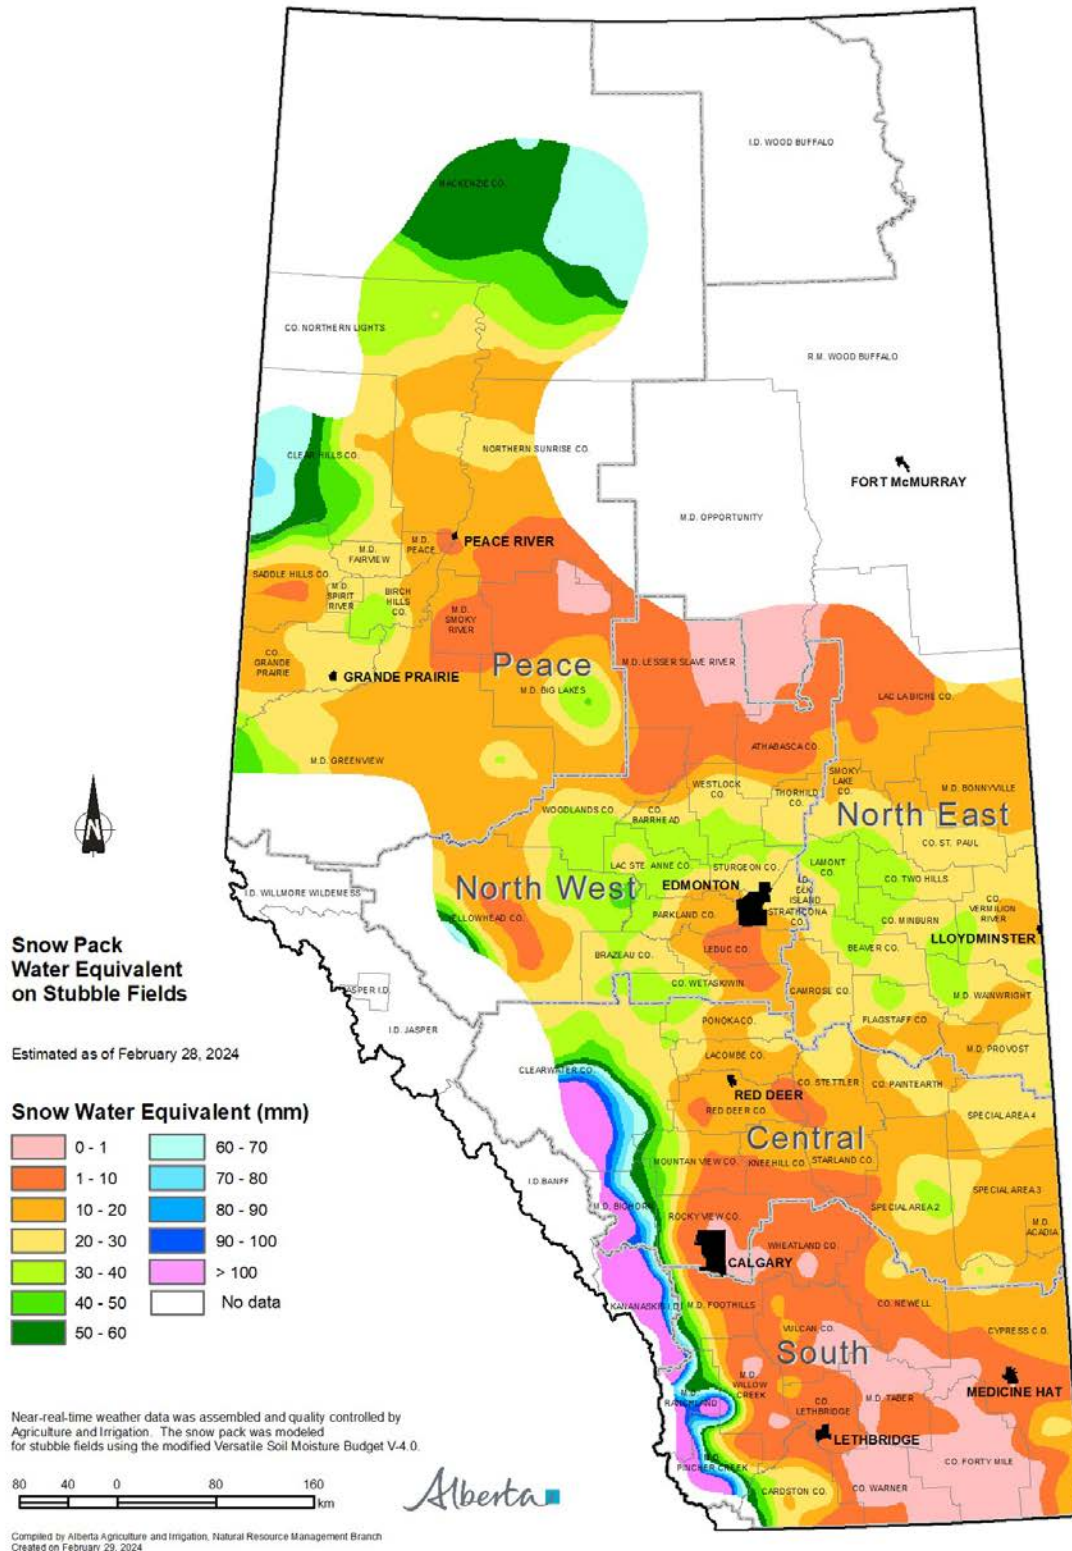 I.D. WOOD BUFFALO
MACKENZIE CO.
CO. NORTHERN LIGHTS
R.M. WOOD BUFFALO
CLEAR HILLS CO.
NORTHERN SUNRISE CO.
FORT McMURRAY
M.D. OPPORTUNITY
PEACE RIVER
M.D.
PEACE
M.D.
FAIRVIEW
SADDLE HILLS CO.
M.D.
SPIRIT
RIVER
BIRCH
HILLS
CO.
M.D.
SMOKY
RIVER
CO.
GRANDE
PRAIRIE
GRANDE PRAIRIE
Peace
M.D. BIG LAKES
M.D. LESSER SLAVE RIVER
LAC LA BICHE CO.
ATHABASCA CO.
M.D. GREENVIEW
N
WOODLANDS CO.
CO.
BARRHEAD
WESTLOCK
CO.
THORHILD
CO.
SMOKY
LAKE
CO.
M.D. BONNYVILLE
North East
CO. ST. PAUL
LAC STE ANNE CO.
STURGEON CO.
LAMONT
CO.
CO. TWO HILLS
I.D. WILLMORE WILDERNESS
North West
EDMONTON
I.D.
ELK
ISLAND
STRATHCONA
CO.
PARKLAND CO.
CO. MINBURN
CO.
VERMILION
RIVER
LLOYDMINSTER
YELLOWHEAD CO.
BRAZEAU CO.
LEDUC CO.
BEAVER CO.
CO. WETASKIWIN
CAMROSE CO.
M.D. WAINWRIGHT
JASPER I.D.
I.D. JASPER
PONOKA CO.
FLAGSTAFF CO.
M.D. PROVOST
CLEARWATER CO.
LACOMBE CO.
RED DEER
CO. STETTLER
CO. PAINTEARTH
RED DEER CO.
SPECIAL AREA 4
Central
MOUNTAN VIEW CO.
KNEEHILL CO.
STARLAND CO.
I.D. BANFF
M.D. BIGHORN
SPECIAL AREA 3
SPECIAL AREA 2
M.D.
ACADIA
ROCKY VIEW CO.
WHEATLAND CO.
CALGARY
KANANASKIS I.D.
M.D. FOOTHILLS
CO. NEWELL
VULCAN CO.
CYPRESS CO.
South
M.D.
WILLOW
CREEK
M.D. TABER
MEDICINE HAT
M.D.
RANCHLAND
CO.
LETHBRIDGE
LETHBRIDGE
M.D.
PINCHER CREEK
CO. FORTY MILE
CARDSTON CO.
CO. WARNER
Snow Pack
Water Equivalent
on Stubble Fields
Estimated as of February 28, 2024
Snow Water Equivalent (mm)
0 - 1
1 - 10
10 - 20
20 - 30
30 - 40
40 - 50
50 - 60
60 - 70
70 - 80
80 - 90
90 - 100
> 100
No data
Near-real-time weather data was assembled and quality controlled by
Agriculture and Irrigation. The snow pack was modeled
for stubble fields using the modified Versatile Soil Moisture Budget V-4.0.
80 40 0 80 160
km
Alberta
Compiled by Alberta Agriculture and Irrigation, Natural Resource Management Branch
Created on February 29, 2024